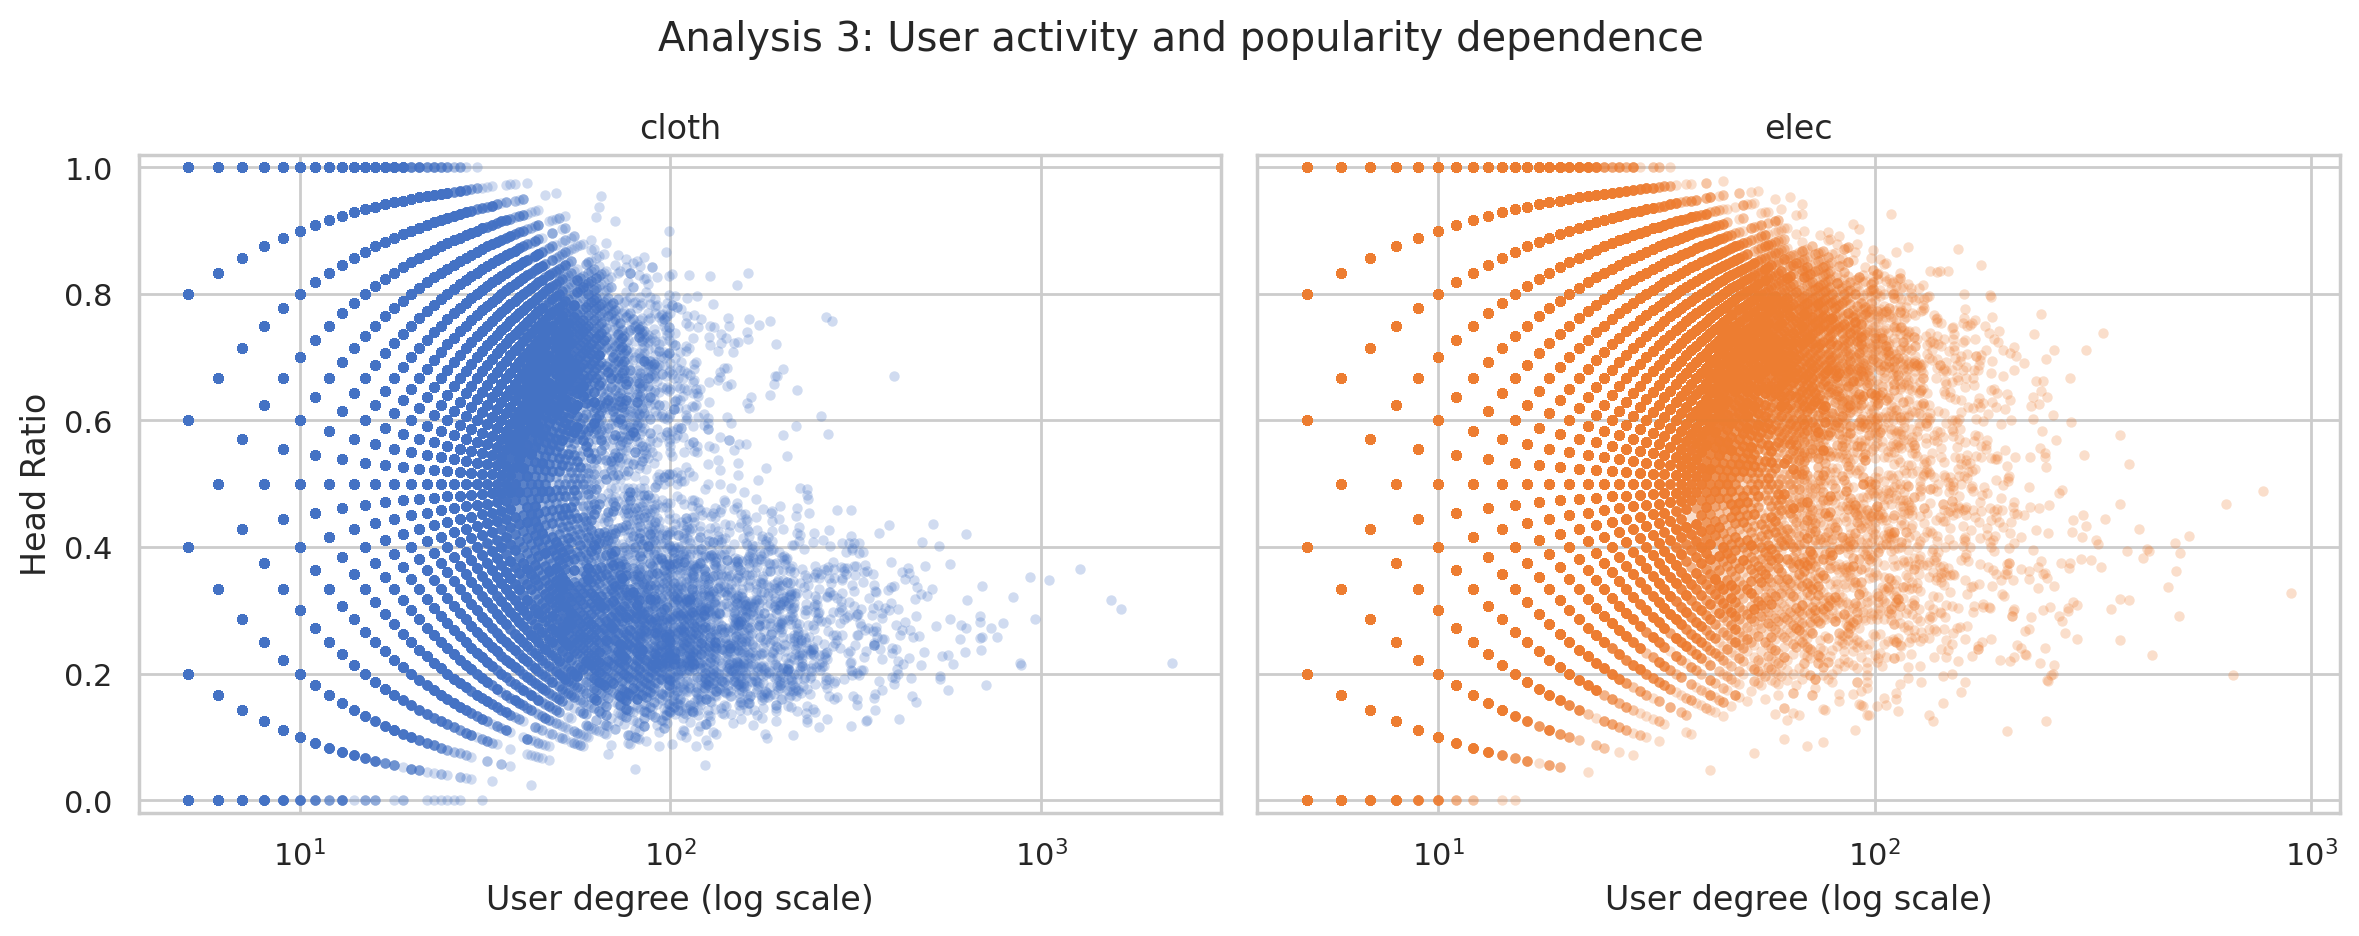 Analysis 3: User activity and popularity dependence
cloth
elec
Head Ratio
1.0
0.8
0.6
0.4
0.2
0.0
10¹ 10² 10³
10¹ 10² 10³
User degree (log scale)
User degree (log scale)